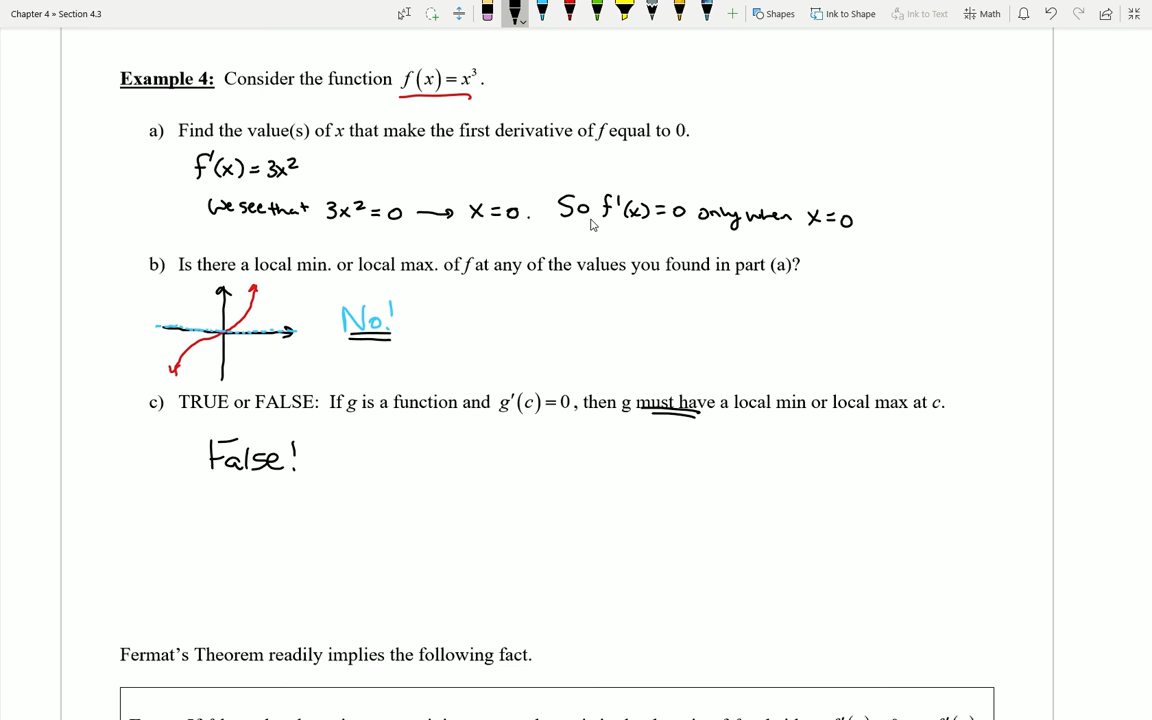 Chapter 4 » Section 4.3
Shapes Ink to Shape Ink to Text Math
Example 4: Consider the function f(x)=x³.
a) Find the value(s) of x that make the first derivative of f equal to 0.
f'(x) = 3x²
We see that 3x² = 0 → x = 0. So f'(x) = 0 only when x = 0
b) Is there a local min. or local max. of f at any of the values you found in part (a)?
No!
c) TRUE or FALSE: If g is a function and g′(c)=0, then g must have a local min or local max at c.
False!
Fermat's Theorem readily implies the following fact.